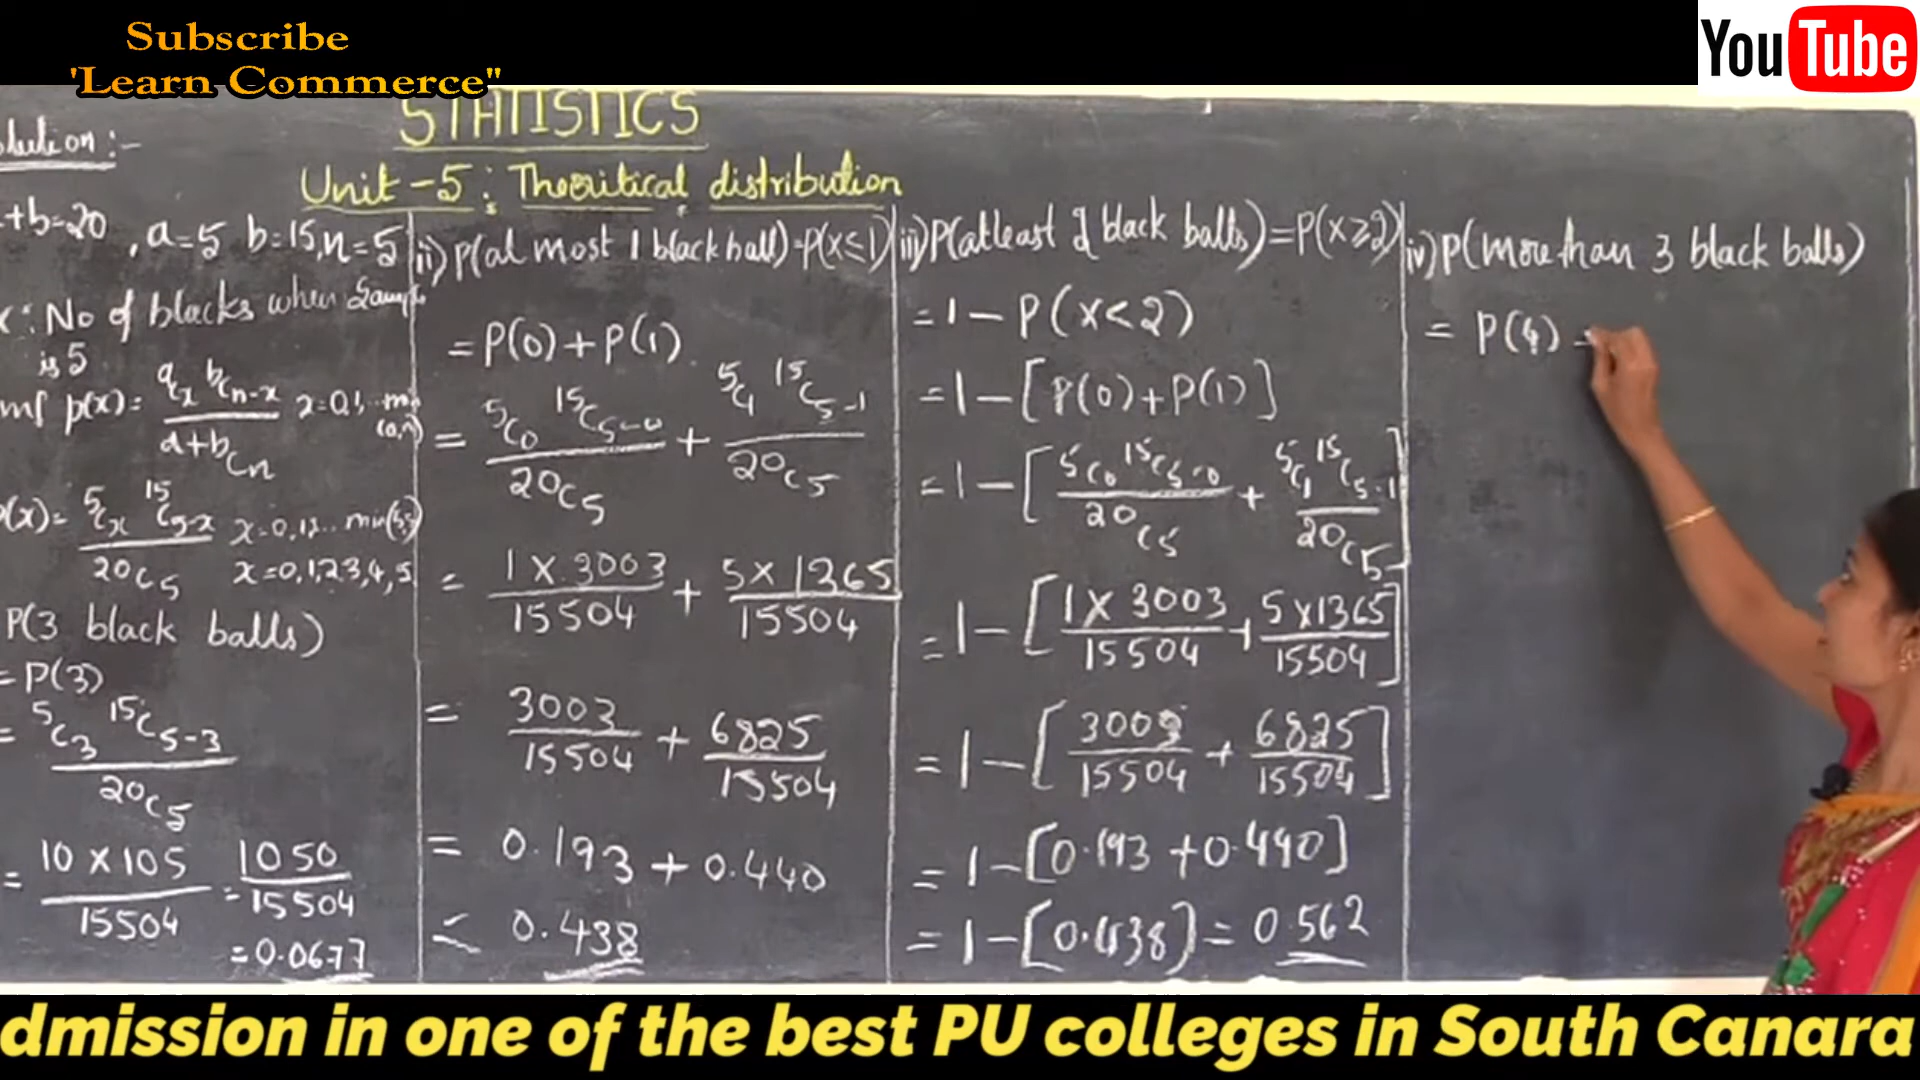 Subscribe
'Learn Commerce"
YouTube
STATISTICS
Unit-5: Theoritical distribution
+b=20, a=5 b=15, n=5
X: No of blacks when
is 5
p(x)= aCx bCn-x x=0,1,... min
a+bCn (a,n)
(x)= 5Cx 15C5-x x=0,1,2... min(5,5)
20C5 x=0,1,2,3,4,5
P(3 black balls)
=P(3)
= 5C3 15C5-3
20C5
= 10 X 105 = 1050
15504 15504
=0.0677
ii) P(at most 1 black ball)=P(x≤1)
= P(0)+P(1)
= 5C0 15C5-0 + 5C1 15C5-1
20C5 20C5
= 1 X 3003 + 5 X 1365
15504 15504
= 3003 + 6825
15504 15504
= 0.193 + 0.440
= 0.438
iii) P(atleast 2 black balls)=P(x≥2)
= 1 - P(x<2)
= 1 - [P(0)+P(1)]
= 1 - [5C0 15C5-0 + 5C1 15C5-1]
20C5 20C5
= 1 - [1 X 3003 + 5 X 1365]
15504 15504
= 1 - [3003 + 6825]
15504 15504
= 1 - [0.193 + 0.440]
= 1 - [0.438] = 0.562
iv) P(more than 3 black balls)
= P(4)
dmission in one of the best PU colleges in South Canara